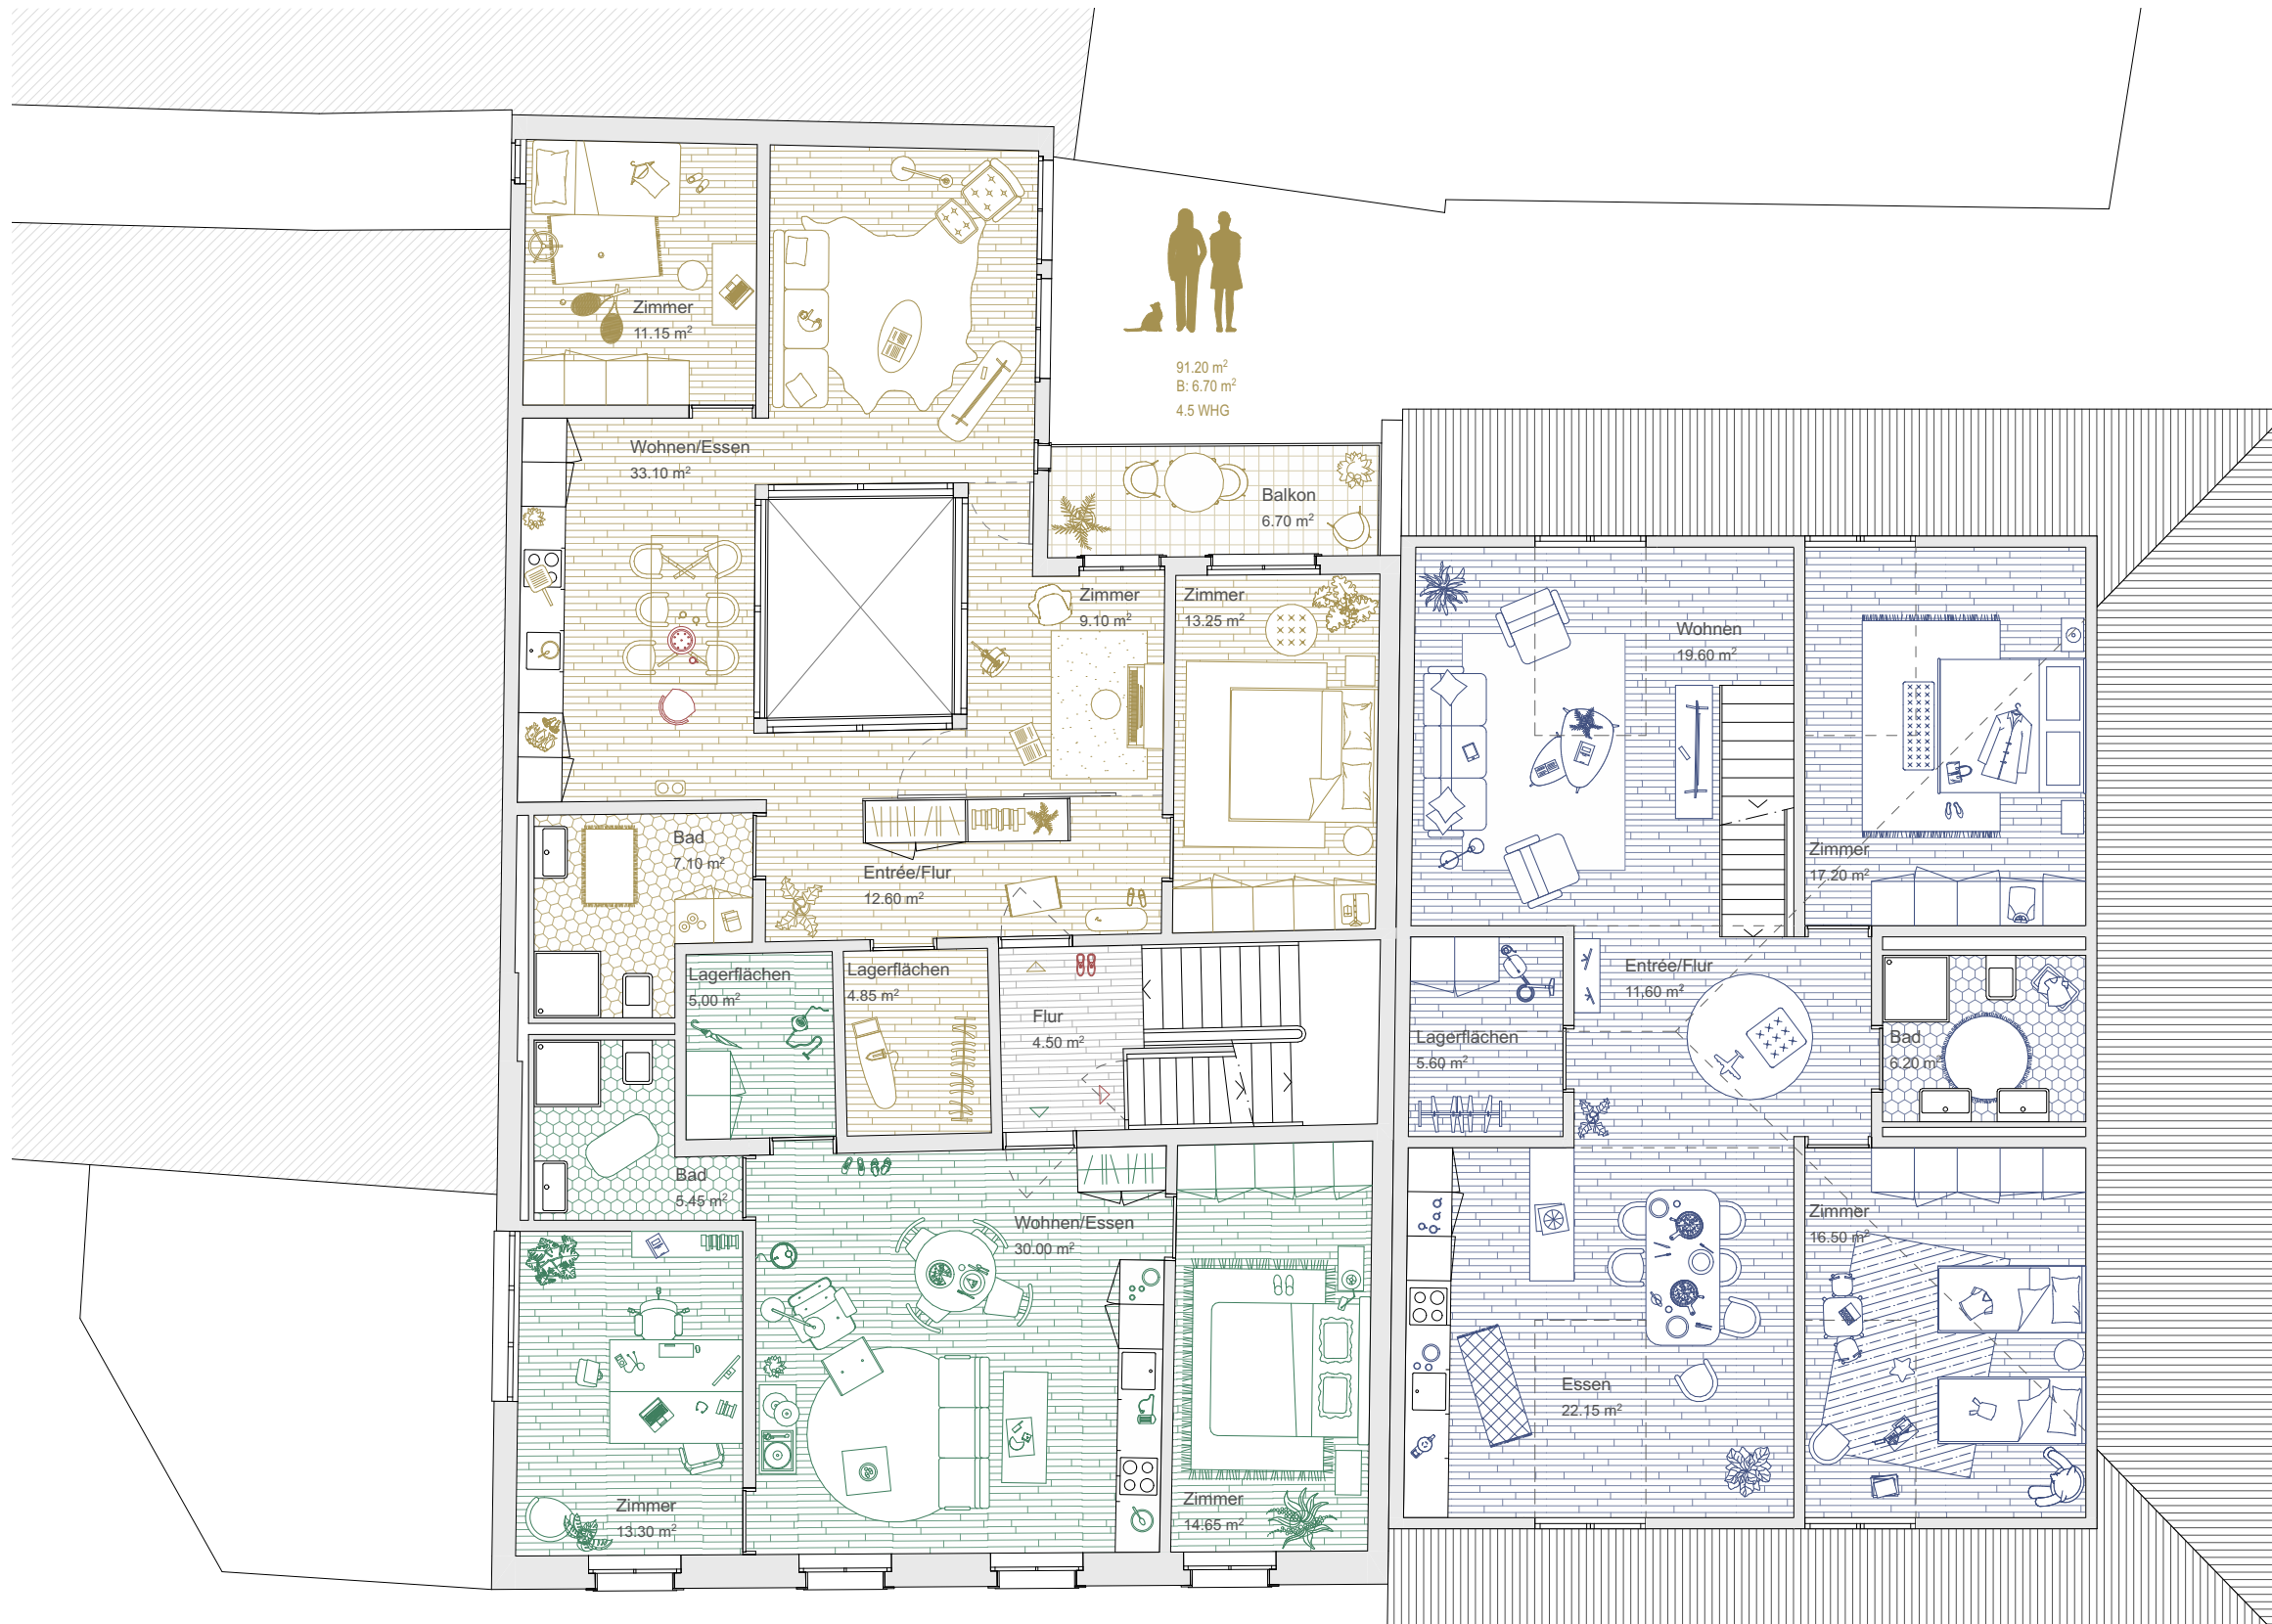 Zimmer
11.15 m²
91.20 m²
B: 6.70 m²
4.5 WHG
Wohnen/Essen
33.10 m²
Balkon
6.70 m²
Zimmer
9.10 m²
Zimmer
13.25 m²
Wohnen
19.60 m²
Bad
7.10 m²
Entrée/Flur
12.60 m²
Zimmer
17.20 m²
Lagerflächen
5.00 m²
Lagerflächen
4.85 m²
Flur
4.50 m²
Entrée/Flur
11.60 m²
Lagerflächen
5.60 m²
Bad
6.20 m²
Bad
5.45 m²
Wohnen/Essen
30.00 m²
Zimmer
16.50 m²
Essen
22.15 m²
Zimmer
13.30 m²
Zimmer
14.65 m²